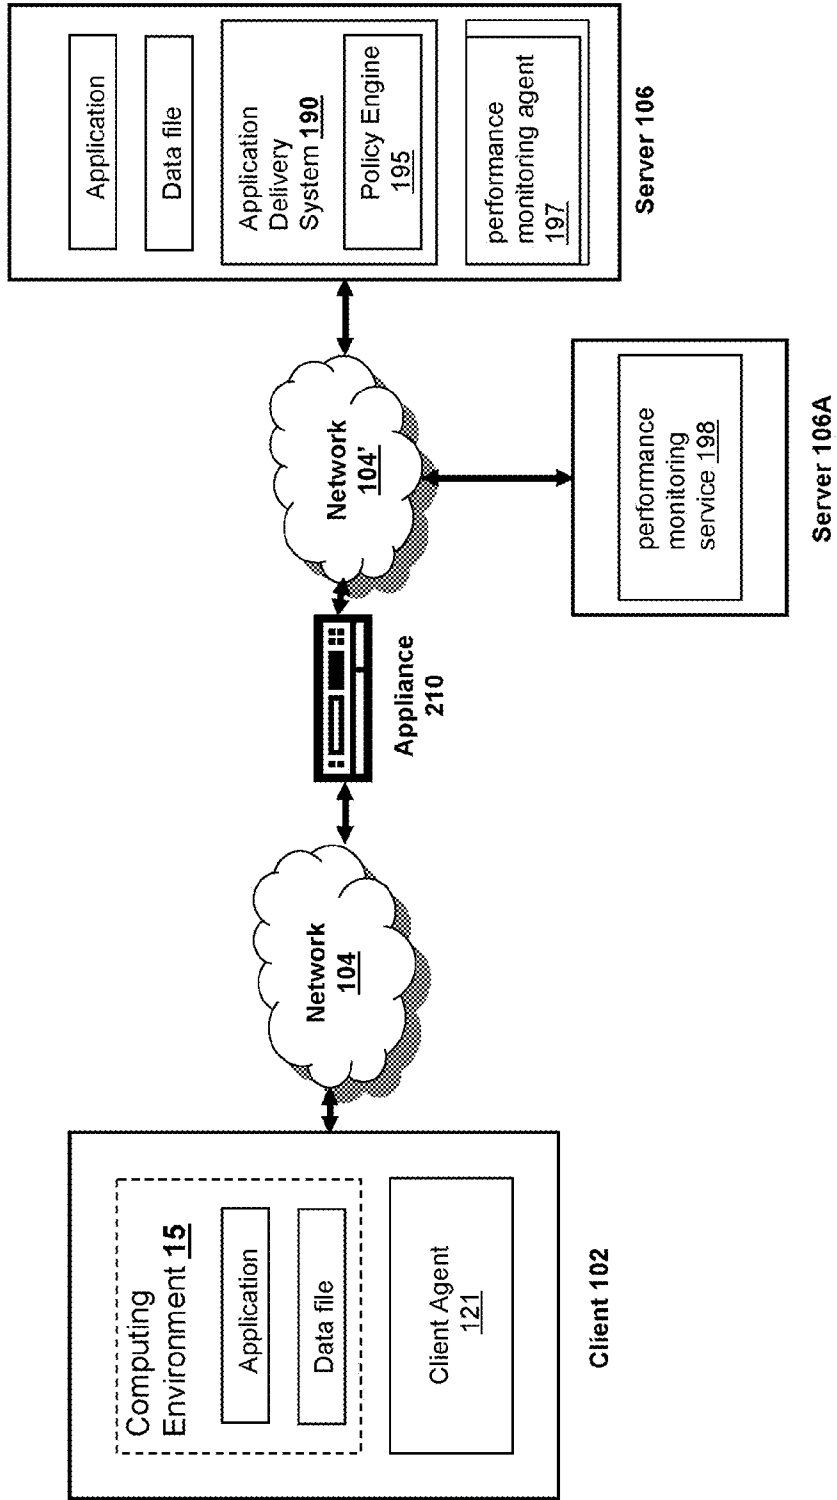 Computing
Environment 15
Application
Data file
Client Agent
121
Client 102
Network
104
Appliance
210
Network
104'
performance
monitoring
service 198
Server 106A
Application
Data file
Application
Delivery
System 190
Policy Engine
195
performance
monitoring agent
197
Server 106